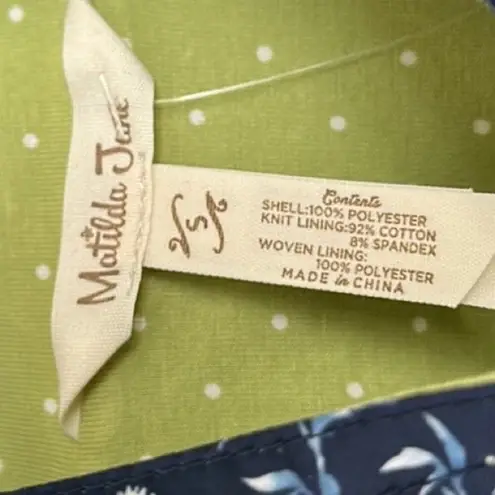 Matilda Jane
S
Contents
SHELL:100% POLYESTER
KNIT LINING:92% COTTON
8% SPANDEX
WOVEN LINING:
100% POLYESTER
MADE in CHINA